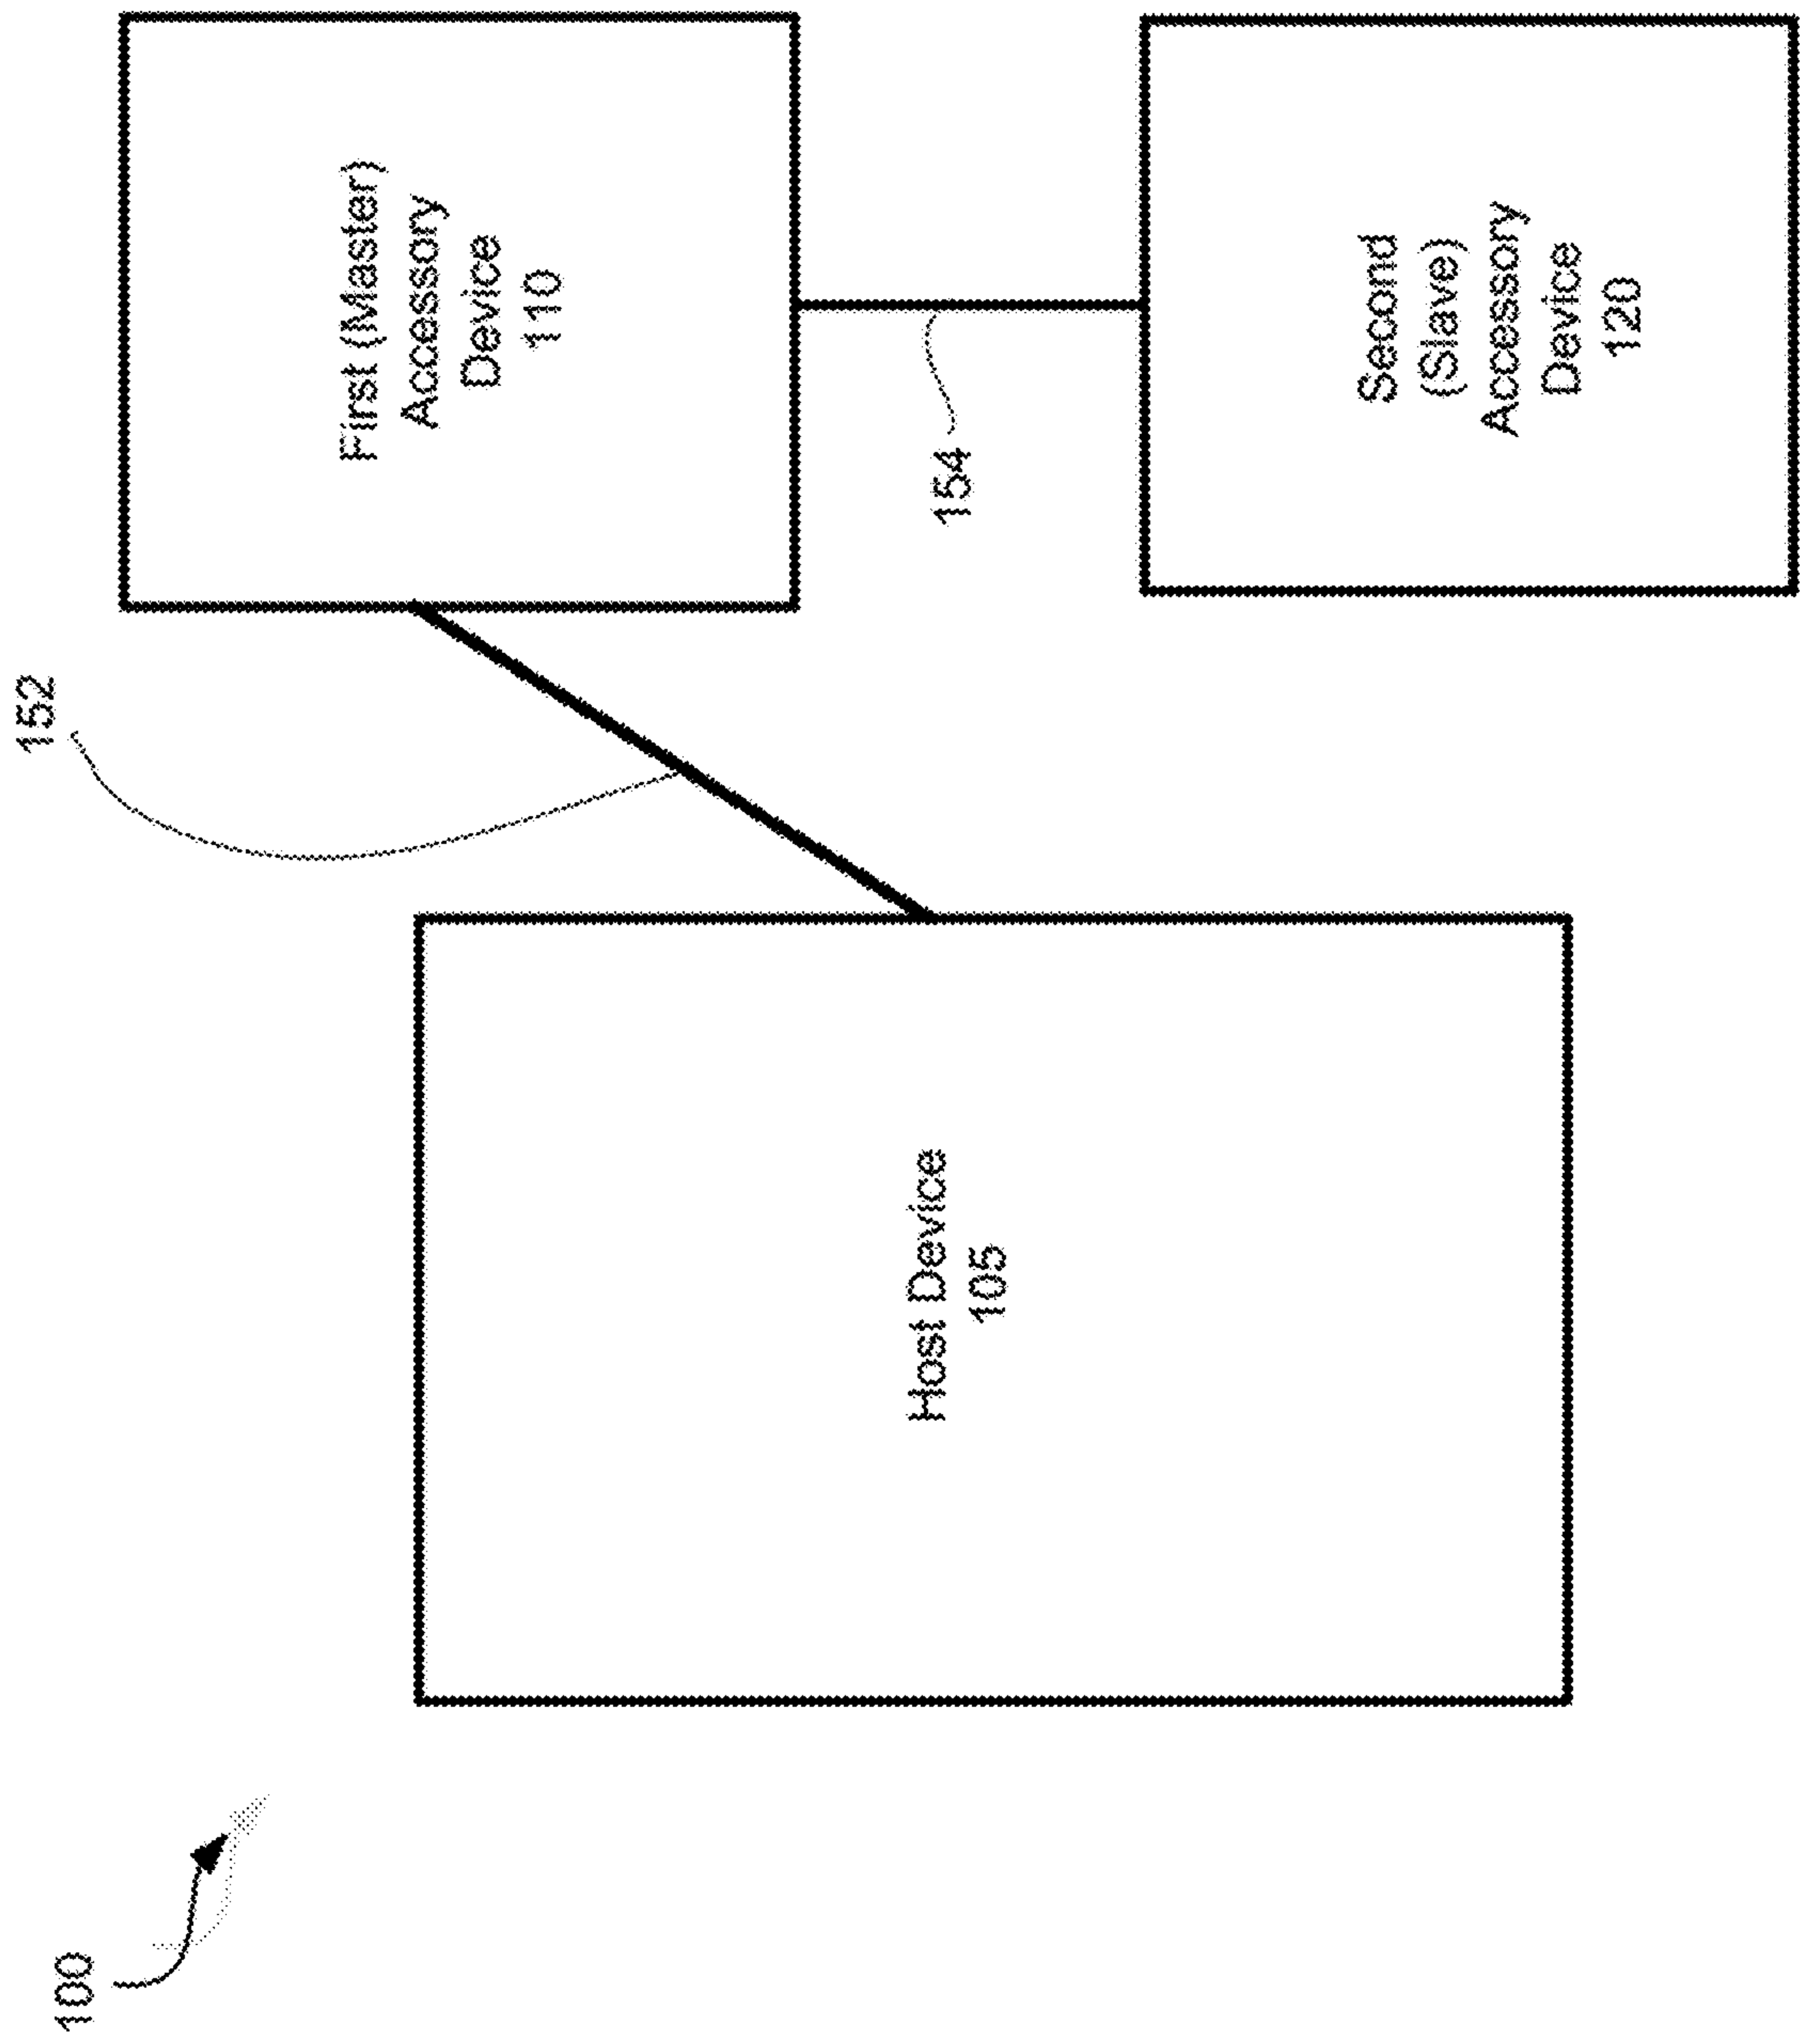 100
152
Host Device
105
First (Master)
Accessory
Device
110
154
Second
(Slave)
Accessory
Device
120